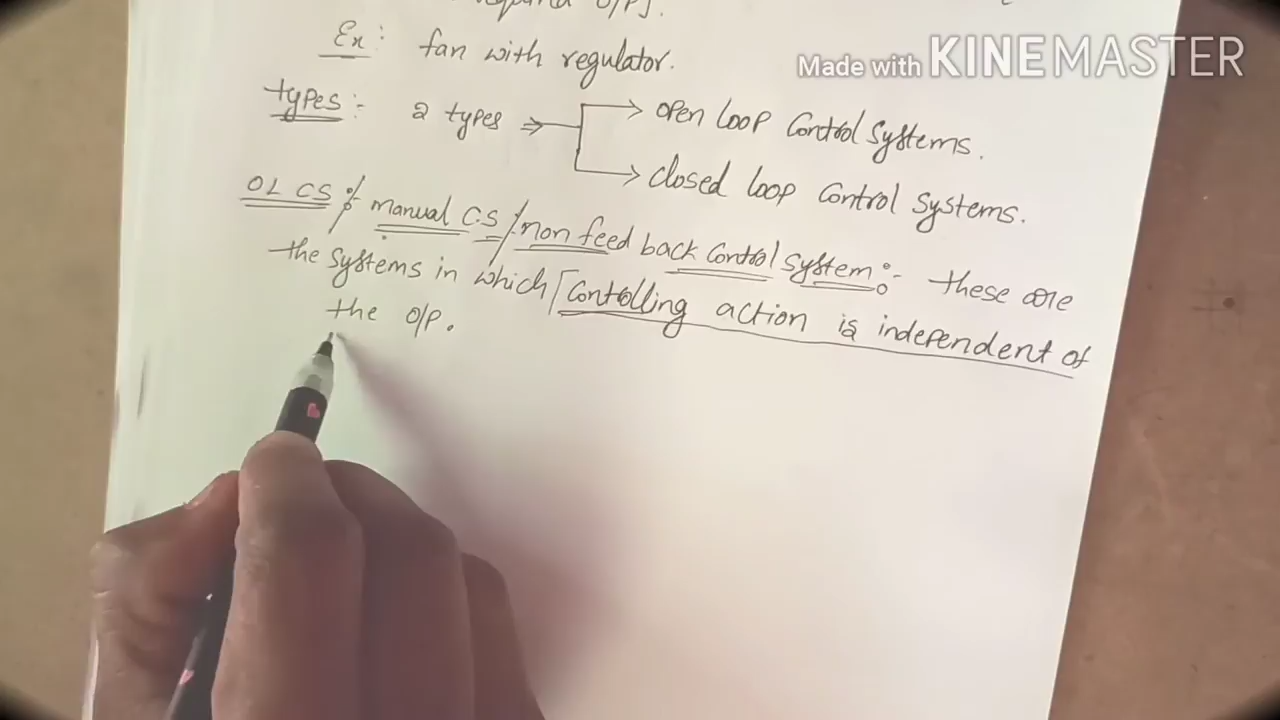 O/P].
Ex: fan with regulator.
Made with KINEMASTER
types:- 2 types ⇒ → open loop control systems.
→ closed loop control systems.
OL CS / manual C.S / non feed back control system:- these are
the systems in which controlling action is independent of
the O/P.